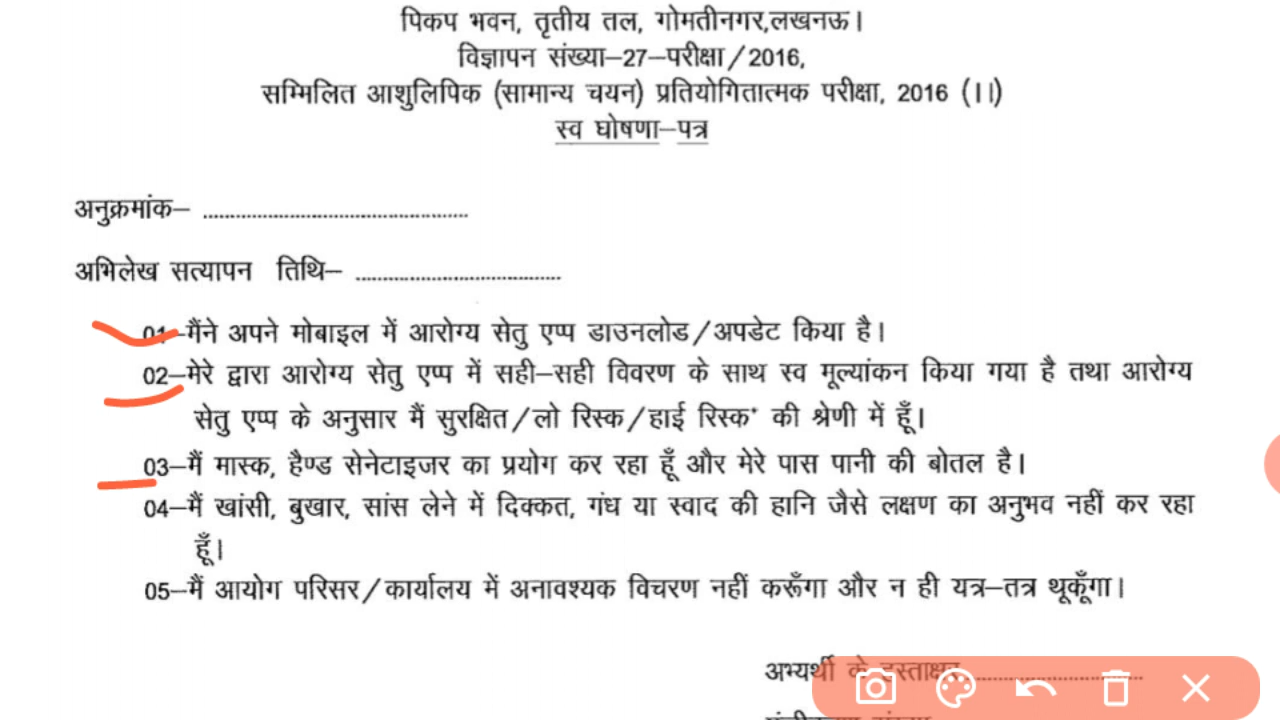 पिकप भवन, तृतीय तल, गोमतीनगर,लखनऊ।
विज्ञापन संख्या–27–परीक्षा/2016,
सम्मिलित आशुलिपिक (सामान्य चयन) प्रतियोगितात्मक परीक्षा, 2016 (।।)
स्व घोषणा–पत्र
अनुक्रमांक– ................................................
अभिलेख सत्यापन तिथि– .....................................
01–मैंने अपने मोबाइल में आरोग्य सेतु एप्प डाउनलोड/अपडेट किया है।
02–मेरे द्वारा आरोग्य सेतु एप्प में सही–सही विवरण के साथ स्व मूल्यांकन किया गया है तथा आरोग्य
सेतु एप्प के अनुसार मैं सुरक्षित/लो रिस्क/हाई रिस्क* की श्रेणी में हूँ।
03–मैं मास्क, हैण्ड सेनेटाइजर का प्रयोग कर रहा हूँ और मेरे पास पानी की बोतल है।
04–मैं खांसी, बुखार, सांस लेने में दिक्कत, गंध या स्वाद की हानि जैसे लक्षण का अनुभव नहीं कर रहा
हूँ।
05–मैं आयोग परिसर/कार्यालय में अनावश्यक विचरण नहीं करूँगा और न ही यत्र–तत्र थूकूँगा।
अभ्यर्थी के हस्ताक्षर................................